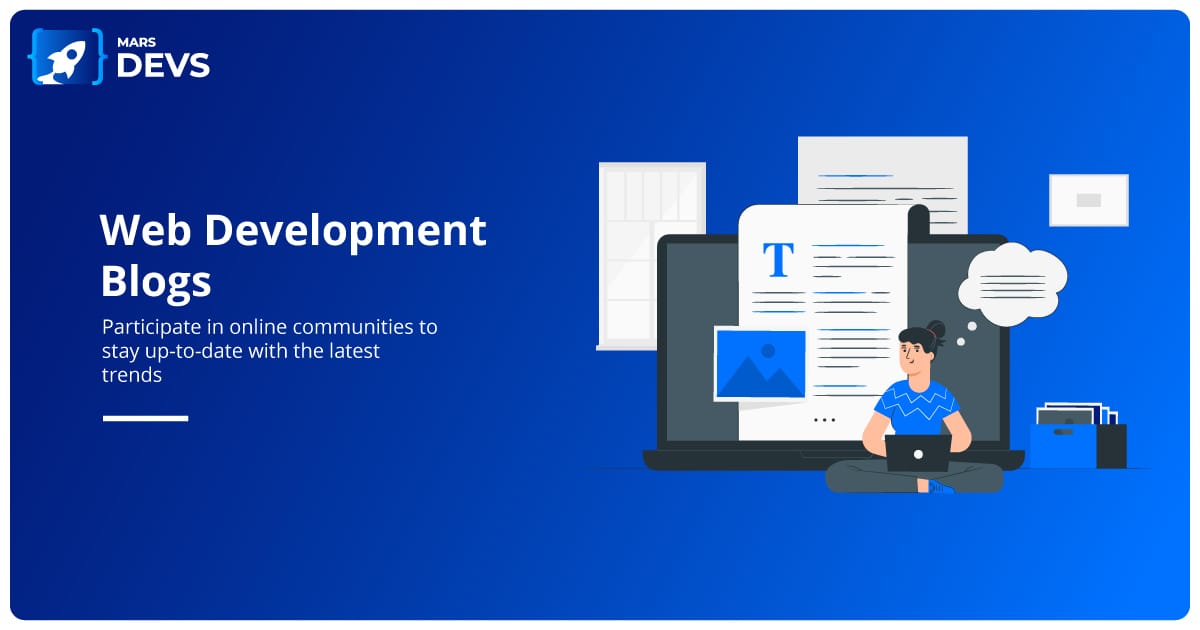 MARS
DEVS
Web Development
Blogs
Participate in online communities to
stay up-to-date with the latest
trends
T